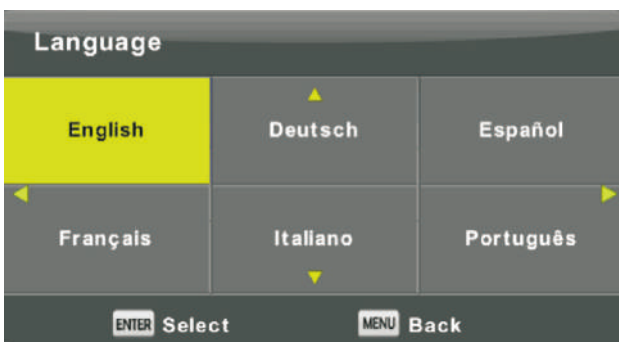 Language
English Deutsch Español
Français Italiano Português
ENTER Select MENU Back